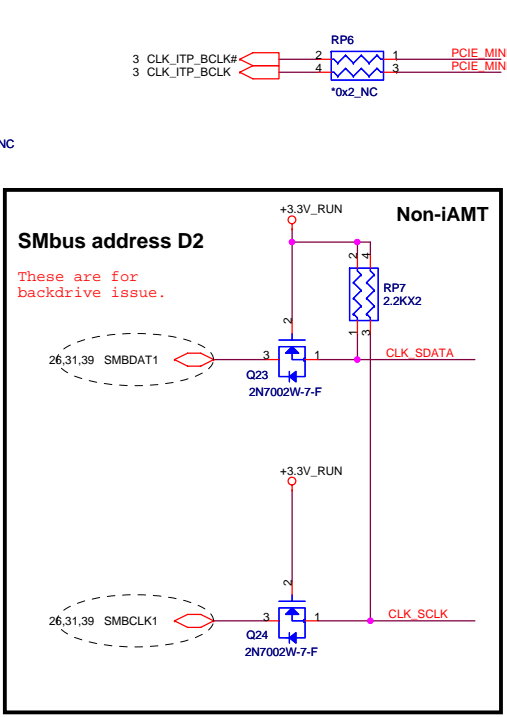 RP6
3 CLK_ITP_BCLK# 2 1 PCIE_MIN
3 CLK_ITP_BCLK 4 3 PCIE_MIN
*0x2_NC
NC
+3.3V_RUN Non-iAMT
SMbus address D2
These are for
backdrive issue.
2 4
RP7
2.2KX2
2
1 3
26,31,39 SMBDAT1 3 1 CLK_SDATA
Q23
2N7002W-7-F
+3.3V_RUN
2
26,31,39 SMBCLK1 3 1 CLK_SCLK
Q24
2N7002W-7-F